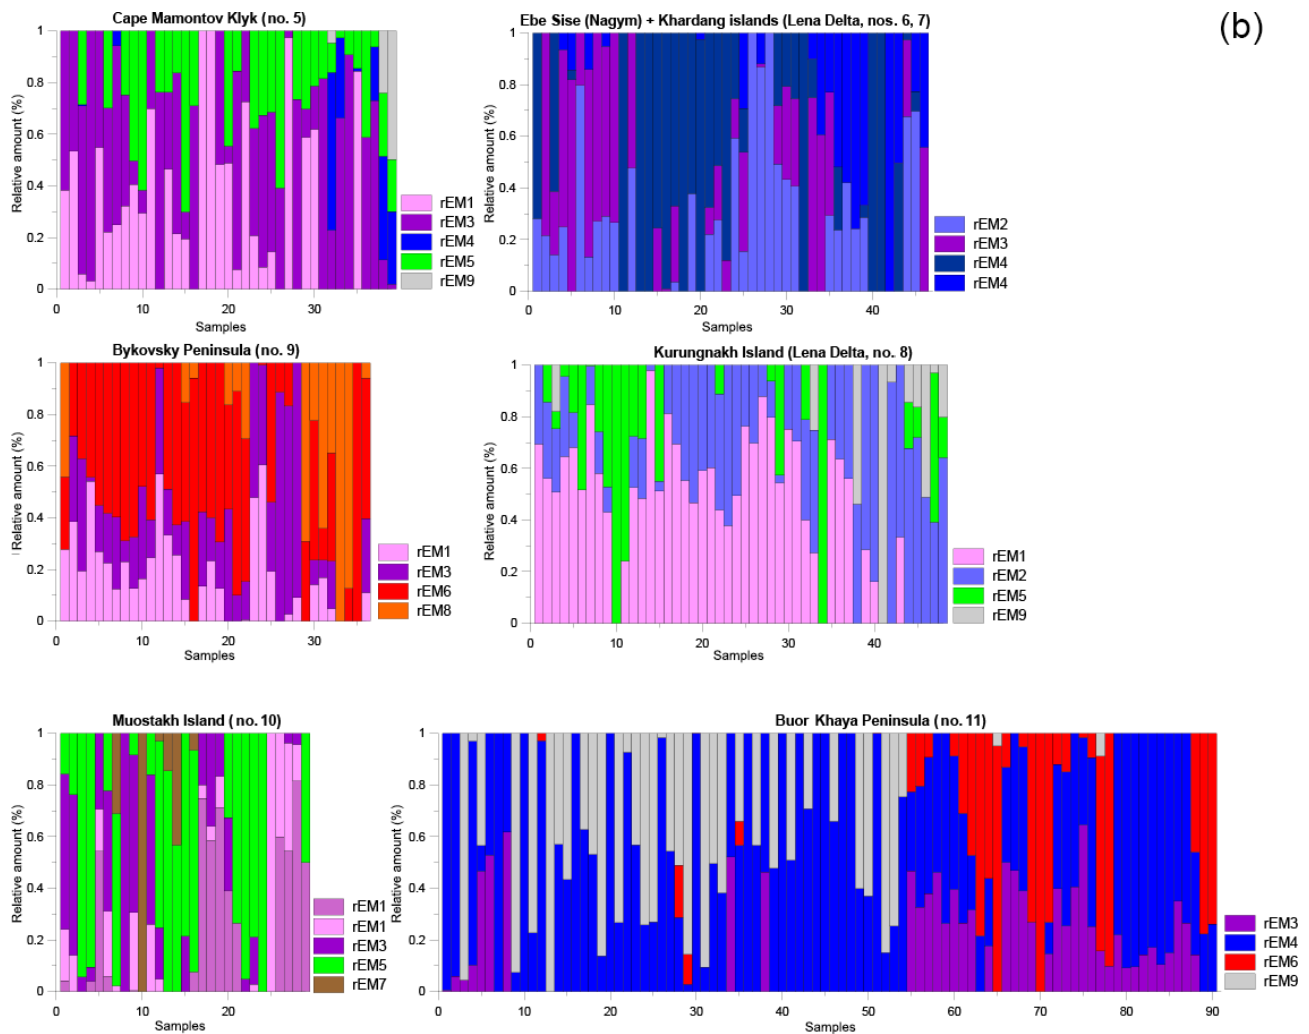 (b)
Cape Mamontov Klyk (no. 5)
Relative amount (%)
1
0.8
0.6
0.4
0.2
0
0
10
20
30
Samples
rEM1
rEM3
rEM4
rEM5
rEM9
Ebe Sise (Nagym) + Khardang islands (Lena Delta, nos. 6, 7)
Relative amount (%)
1
0.8
0.6
0.4
0.2
0
0
10
20
30
40
Samples
rEM2
rEM3
rEM4
rEM4
Bykovsky Peninsula (no. 9)
Relative amount (%)
1
0.8
0.6
0.4
0.2
0
0
10
20
30
Samples
rEM1
rEM3
rEM6
rEM8
Kurungnakh Island (Lena Delta, no. 8)
Relative amount (%)
1
0.8
0.6
0.4
0.2
0
0
10
20
30
40
Samples
rEM1
rEM2
rEM5
rEM9
Muostakh Island (no. 10)
Relative amount (%)
1
0.8
0.6
0.4
0.2
0
0
10
20
Samples
rEM1
rEM1
rEM3
rEM5
rEM7
Buor Khaya Peninsula (no. 11)
Relative amount (%)
1
0.8
0.6
0.4
0.2
0
0
10
20
30
40
50
60
70
80
90
Samples
rEM3
rEM4
rEM6
rEM9